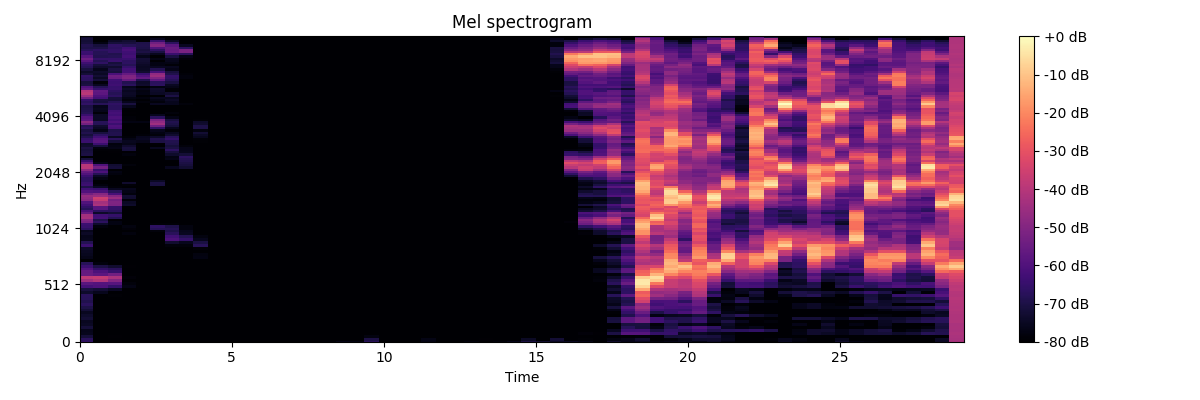 Mel spectrogram
Hz
8192
4096
2048
1024
512
0
0 5 10 15 20 25
Time
+0 dB
-10 dB
-20 dB
-30 dB
-40 dB
-50 dB
-60 dB
-70 dB
-80 dB